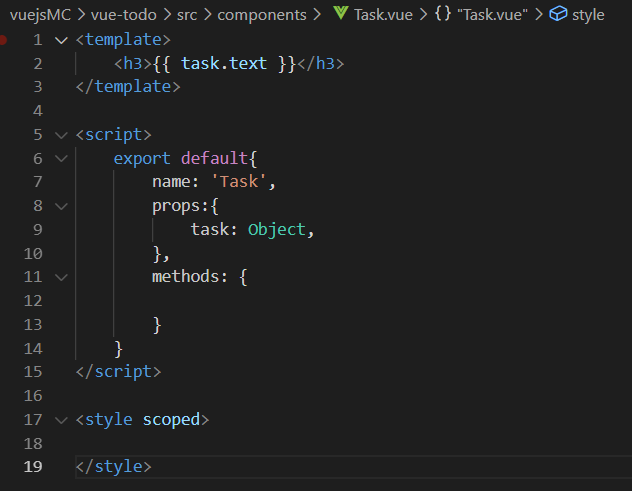 vuejsMC > vue-todo > src > components > Task.vue > {} "Task.vue" > style
1 <template>
2 <h3>{{ task.text }}</h3>
3 </template>
4
5 <script>
6 export default{
7 name: 'Task',
8 props:{
9 task: Object,
10 },
11 methods: {
12
13 }
14 }
15 </script>
16
17 <style scoped>
18
19 </style>